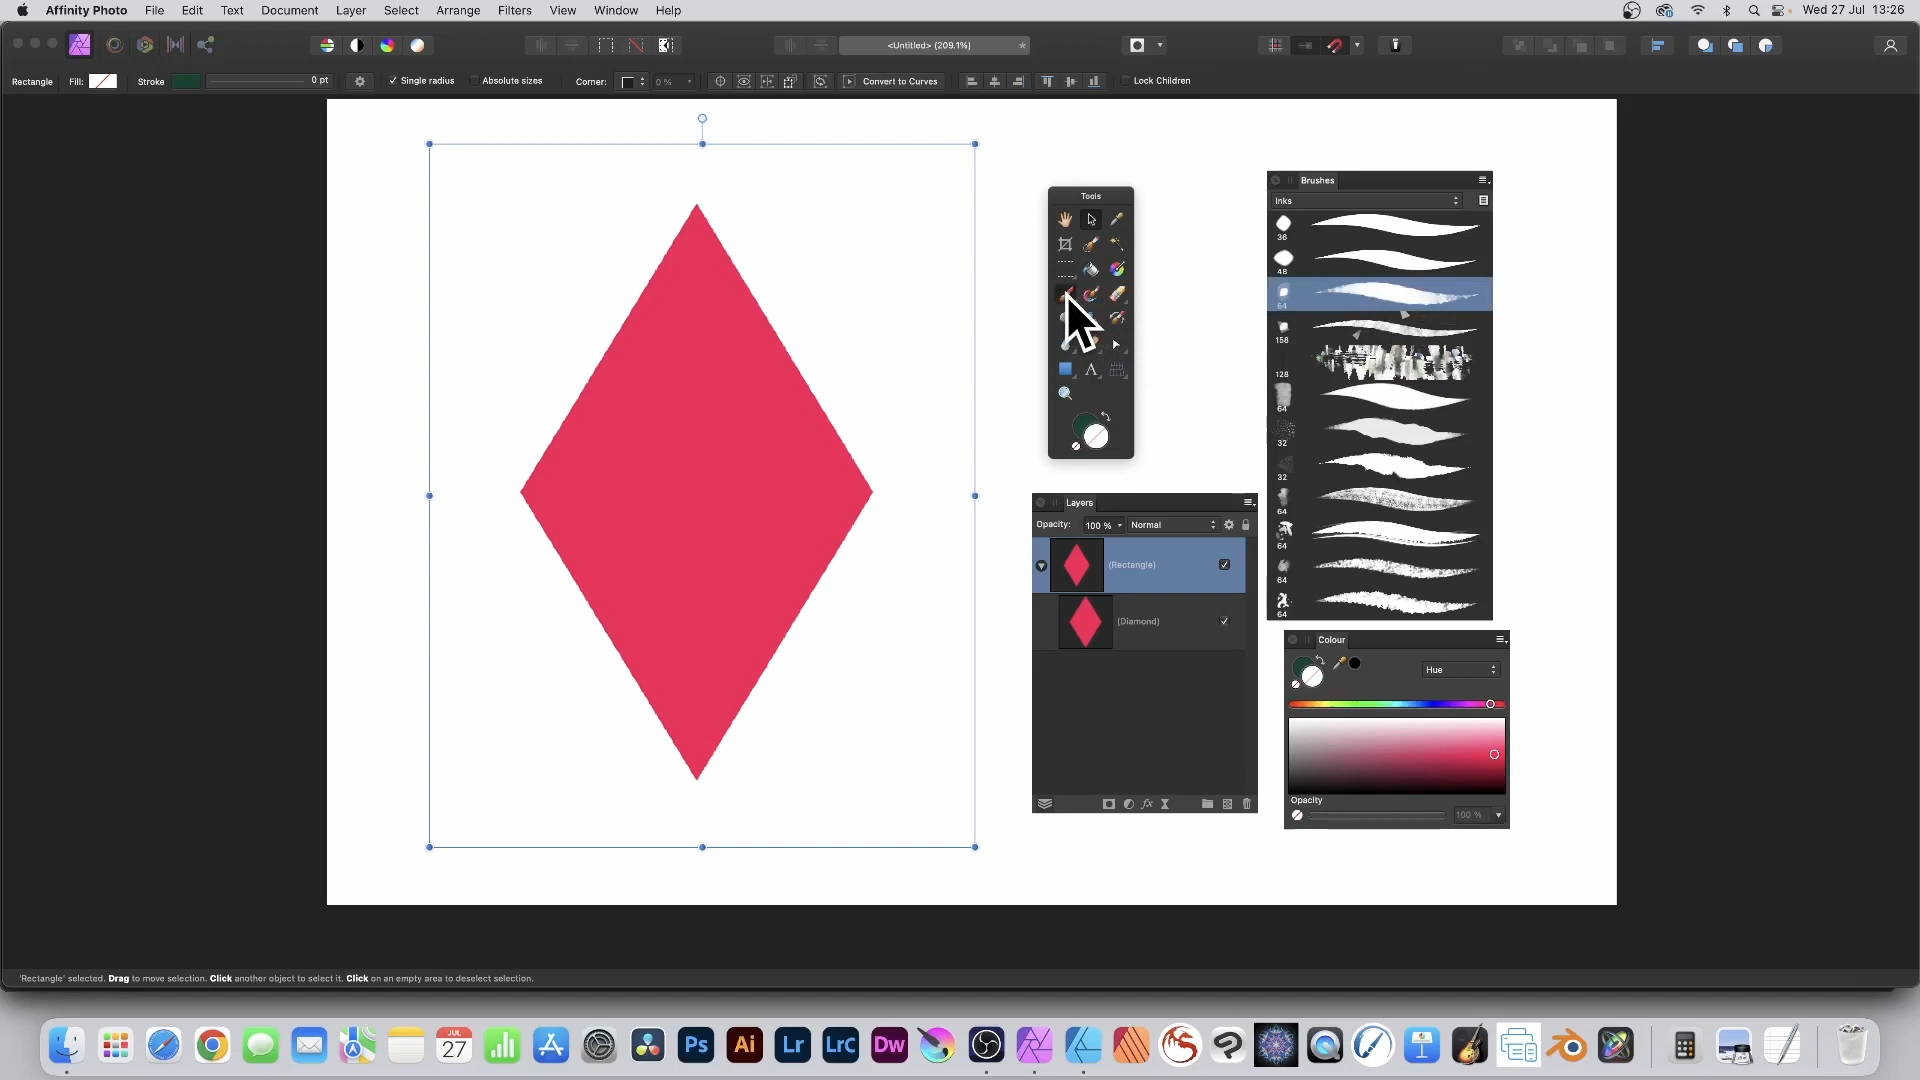 Affinity Photo File Edit Text Document Layer Select Arrange Filters View Window Help Wed 27 Jul 13:26
<Untitled> (209.1%)
Rectangle Fill: Stroke 0 pt Single radius Absolute sizes Corner: 0 % Convert to Curves Lock Children
Tools
A
Brushes
Inks
36
48
64
158
128
64
32
32
64
64
64
64
Layers
Opacity: 100 % Normal
(Rectangle)
(Diamond)
fx
Colour
Hue
Opacity
100 %
'Rectangle' selected. Drag to move selection. Click another object to select it. Click on an empty area to deselect selection.
JUL
27
Ps
Ai
Lr
LrC
Dw